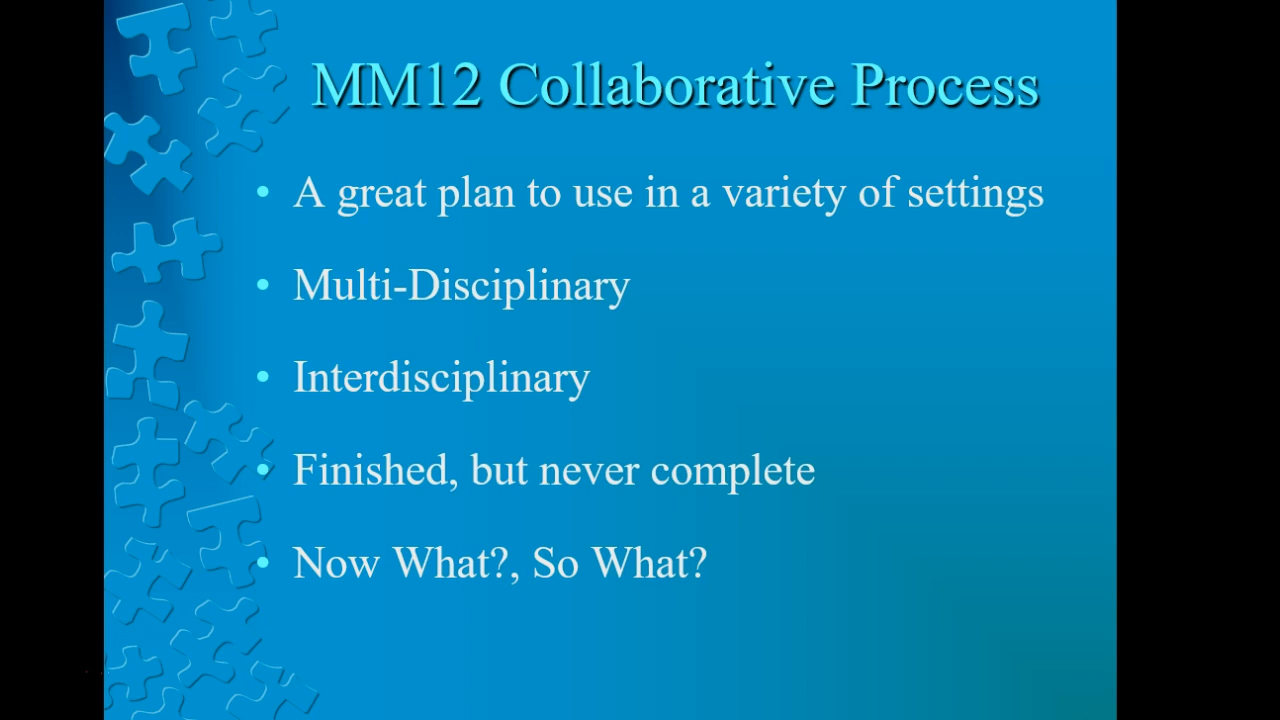 MM12 Collaborative Process
• A great plan to use in a variety of settings
• Multi-Disciplinary
• Interdisciplinary
• Finished, but never complete
• Now What?, So What?